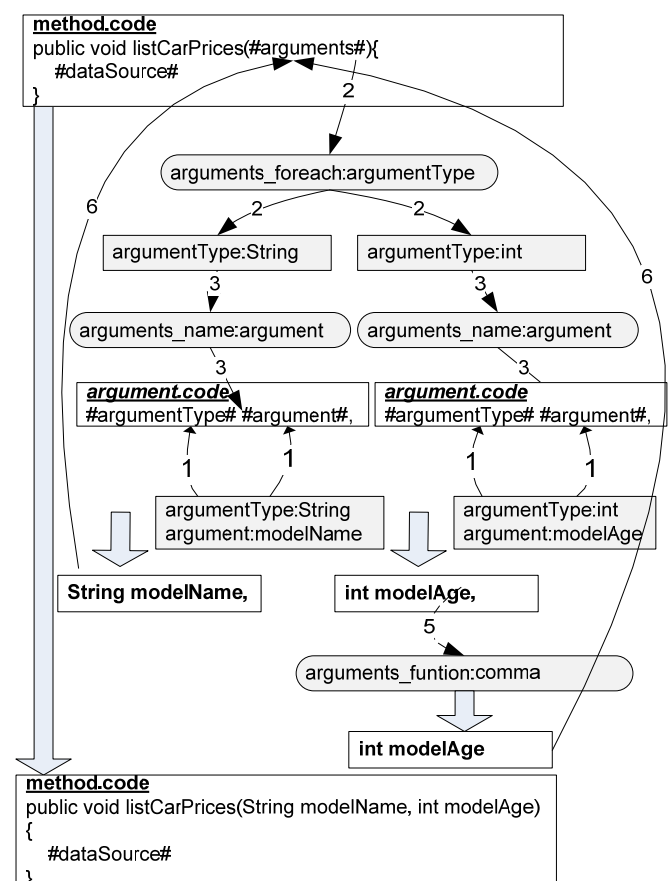 method.code
public void listCarPrices(#arguments#){
#dataSource#
}
2
arguments_foreach:argumentType
6
2
2
argumentType:String
argumentType:int
6
3
3
arguments_name:argument
arguments_name:argument
3
3
argument.code
#argumentType# #argument#,
argument.code
#argumentType# #argument#,
1
1
1
1
argumentType:String
argument:modelName
argumentType:int
argument:modelAge
String modelName,
int modelAge,
5
arguments_funtion:comma
int modelAge
method.code
public void listCarPrices(String modelName, int modelAge)
{
#dataSource#
}